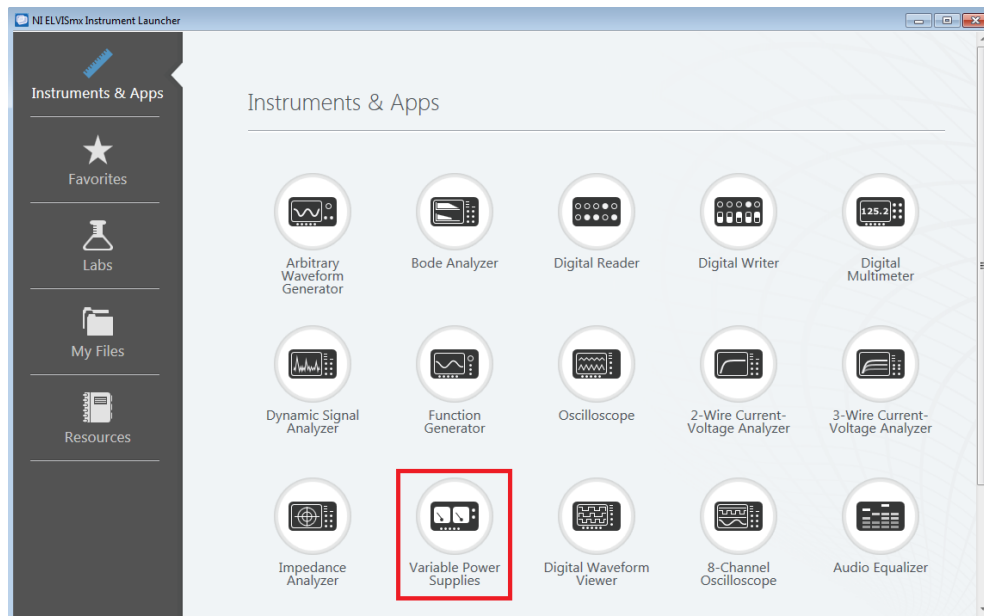 NI ELVISmx Instrument Launcher
Instruments & Apps
Favorites
Labs
My Files
Resources
Instruments & Apps
Arbitrary
Waveform
Generator
Bode Analyzer
Digital Reader
Digital Writer
125.2
Digital
Multimeter
Dynamic Signal
Analyzer
Function
Generator
Oscilloscope
2-Wire Current-
Voltage Analyzer
3-Wire Current-
Voltage Analyzer
Impedance
Analyzer
Variable Power
Supplies
Digital Waveform
Viewer
8-Channel
Oscilloscope
Audio Equalizer